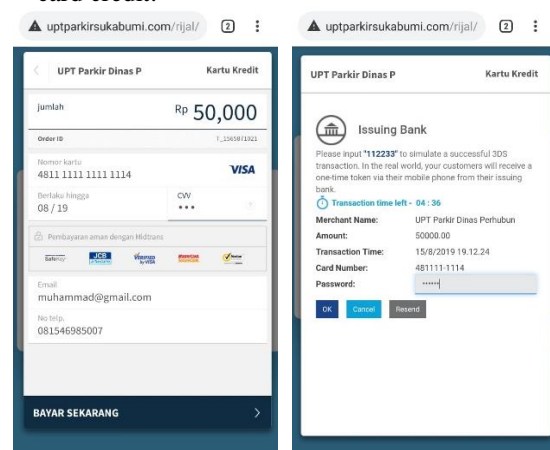 card credit.
uptparkirsukabumi.com/rijal/
2
UPT Parkir Dinas P
Kartu Kredit
jumlah
Rp 50,000
Order ID
Nomor kartu
4811 1111 1111 1114
VISA
Berlaku hingga
CVV
08 / 19
•••
Pembayaran aman dengan Midtrans
JCB
Email
muhammad@gmail.com
No telp.
081546985007
BAYAR SEKARANG
uptparkirsukabumi.com/rijal/
2
UPT Parkir Dinas P
Kartu Kredit
Issuing Bank
Please input "112233" to simulate a successful 3DS
transaction. In the real world, your customers will receive a
one-time token via their mobile phone from their issuing
bank.
Transaction time left - 04 : 36
Merchant Name: UPT Parkir Dinas Perhubun
Amount: 50000.00
Transaction Time: 15/8/2019 19.12.24
Card Number: 481111-1114
Password: ••••••
OK
Cancel
Resend